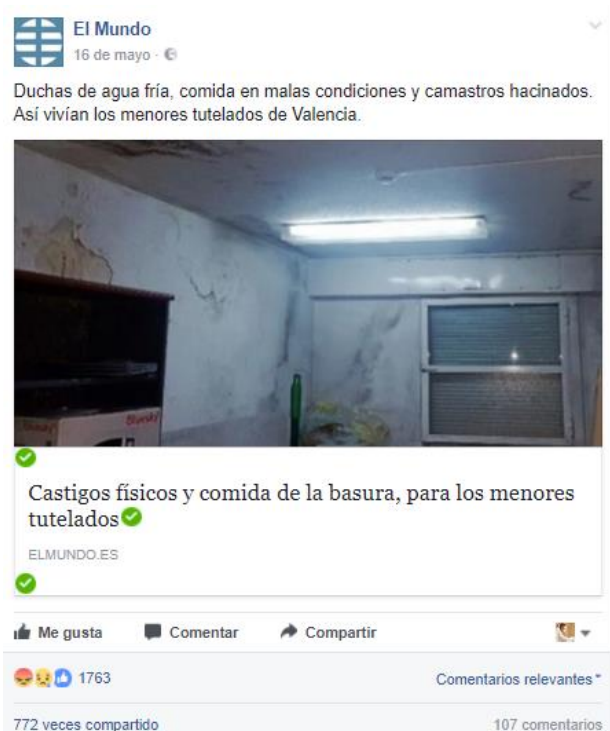 El Mundo
16 de mayo ·
Duchas de agua fría, comida en malas condiciones y camastros hacinados.
Así vivían los menores tutelados de Valencia.
Castigos físicos y comida de la basura, para los menores
tutelados
ELMUNDO.ES
Me gusta Comentar Compartir
1763 Comentarios relevantes
772 veces compartido 107 comentarios